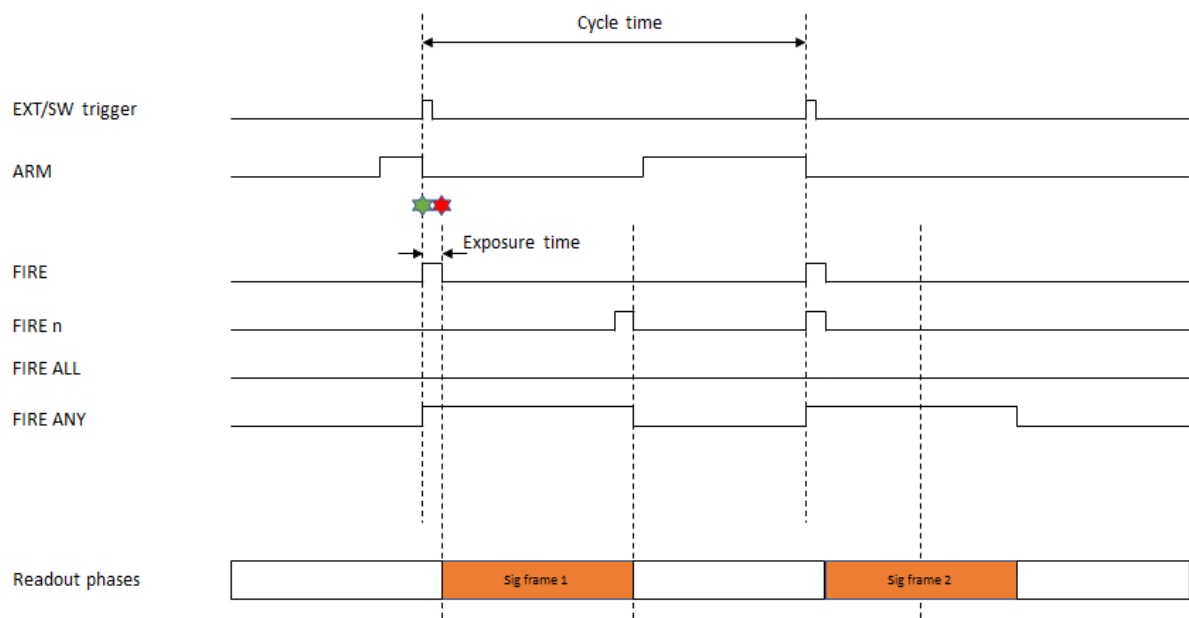 Cycle time
EXT/SW trigger
ARM
Exposure time
FIRE
FIRE n
FIRE ALL
FIRE ANY
Readout phases
Sig frame 1
Sig frame 2